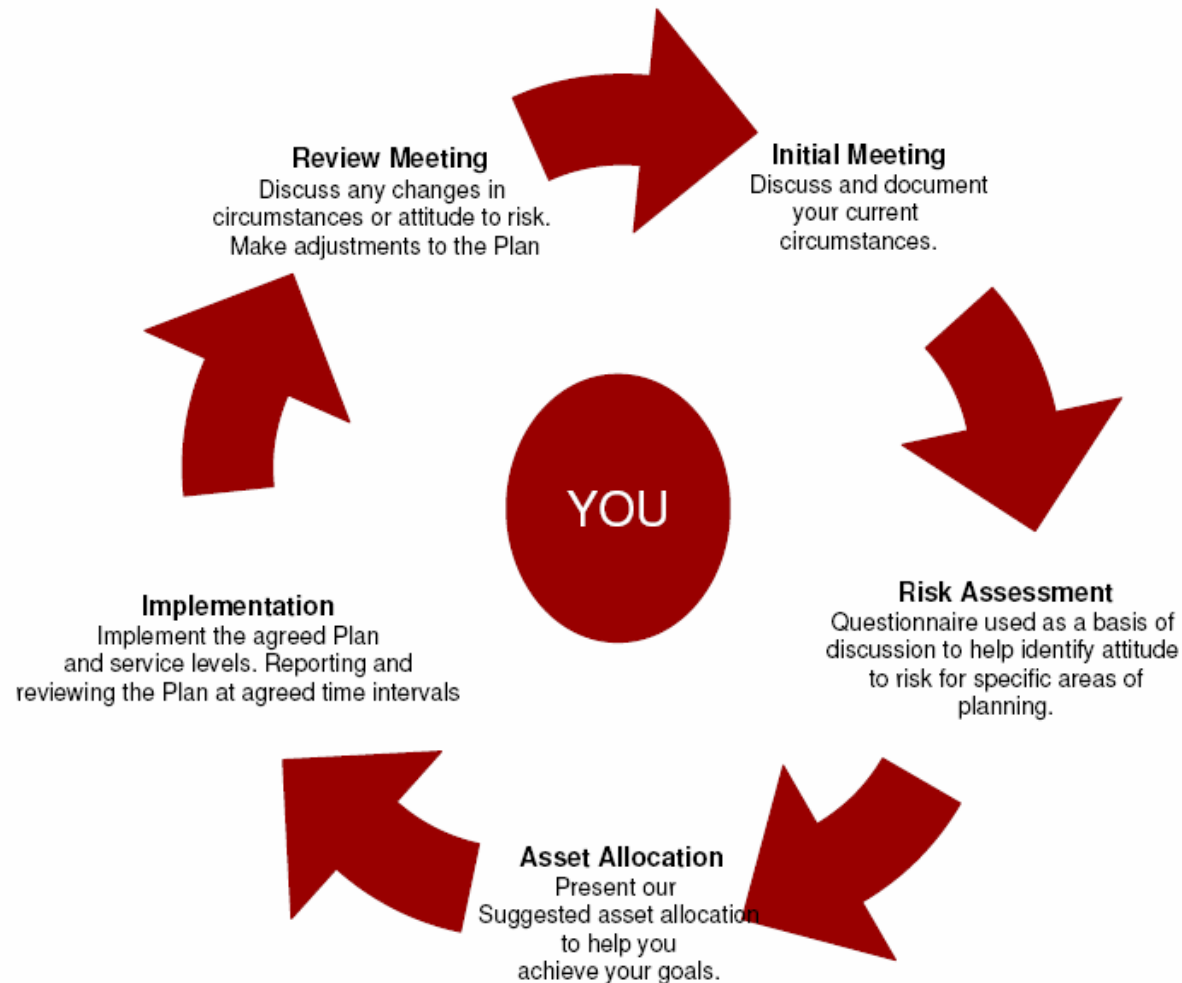 Initial Meeting
Discuss and document
your current
circumstances.
Risk Assessment
Questionnaire used as a basis of
discussion to help identify attitude
to risk for specific areas of
planning.
Asset Allocation
Present our
Suggested asset allocation
to help you
achieve your goals.
Implementation
Implement the agreed Plan
and service levels. Reporting and
reviewing the Plan at agreed time intervals
Review Meeting
Discuss any changes in
circumstances or attitude to risk.
Make adjustments to the Plan
YOU